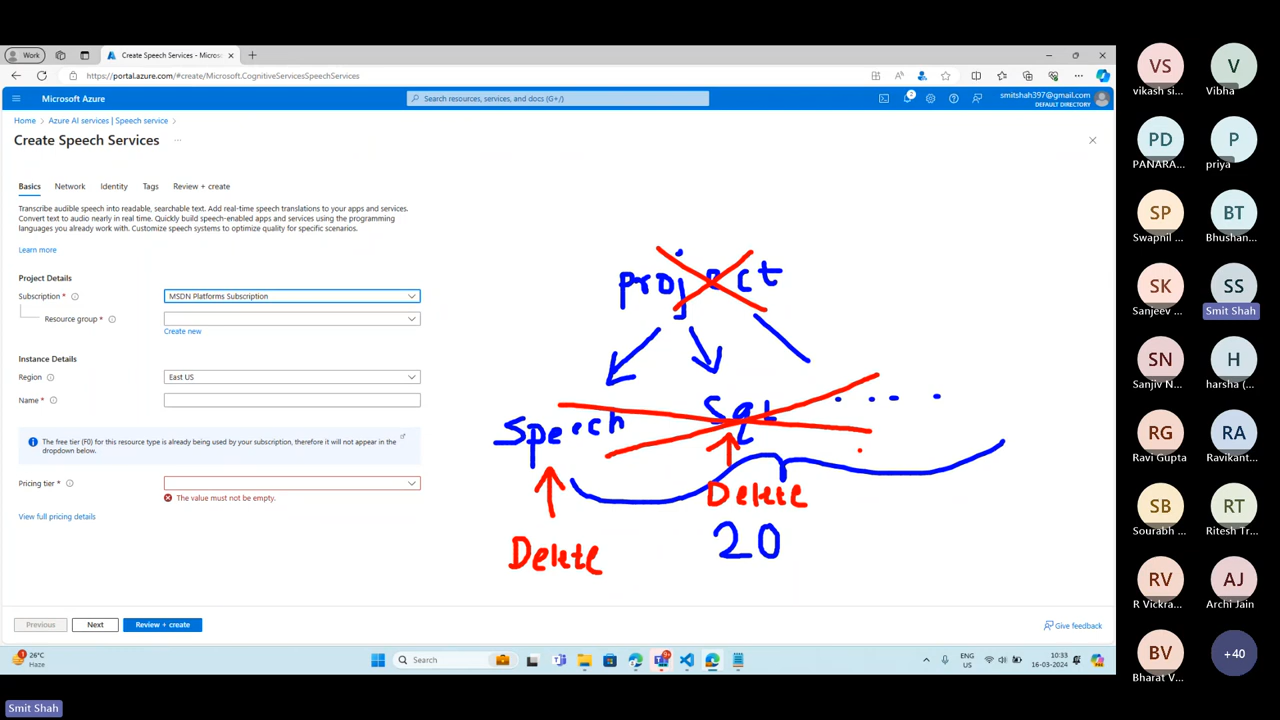 Work
Create Speech Services - Micros
https://portal.azure.com/#create/Microsoft.CognitiveServicesSpeechServices
Microsoft Azure
Search resources, services, and docs (G+/)
2
smitshah397@gmail.com
DEFAULT DIRECTORY
Home > Azure AI services | Speech service >
Create Speech Services ...
Basics Network Identity Tags Review + create
Transcribe audible speech into readable, searchable text. Add real-time speech translations to your apps and services.
Convert text to audio nearly in real time. Quickly build speech-enabled apps and services using the programming
languages you already work with. Customize speech systems to optimize quality for specific scenarios.
Learn more
Project Details
Subscription * MSDN Platforms Subscription
Resource group *
Create new
Instance Details
Region East US
Name *
The free tier (F0) for this resource type is already being used by your subscription, therefore it will not appear in the
dropdown below.
Pricing tier *
The value must not be empty.
View full pricing details
Previous Next Review + create
Give feedback
project
Speech Sql ....
Delete
20
Delete
1
26°C
Haze
Search
9+
ENG
US
10:33
16-03-2024
VS
vikash si...
V
Vibha
PD
PANARA...
P
priya
SP
Swapnil ...
BT
Bhushan...
SK
Sanjeev ...
SS
Smit Shah
SN
Sanjiv N...
H
harsha (...
RG
Ravi Gupta
RA
Ravikant...
SB
Sourabh ...
RT
Ritesh Tr...
RV
R Vickra...
AJ
Archi Jain
BV
Bharat V...
+40
Smit Shah